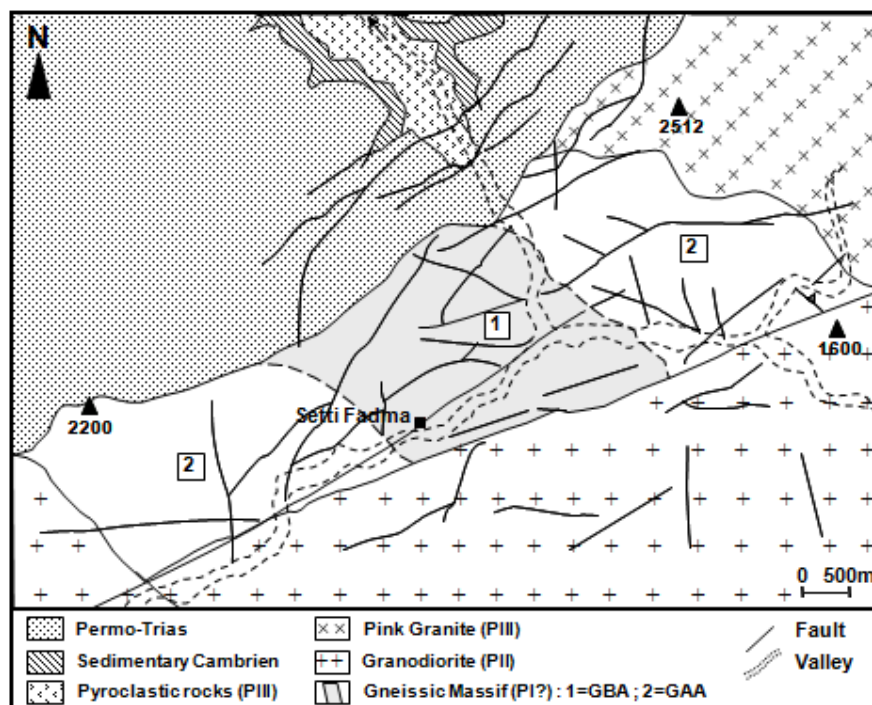 N
2512
2
1
1600
Setti Fadma
2200
2
0 500m
Permo-Trias
Pink Granite (PIII)
Fault
Sedimentary Cambrien
Granodiorite (PII)
Valley
Pyroclastic rocks (PIII)
Gneissic Massif (PI?) : 1=GBA ; 2=GAA